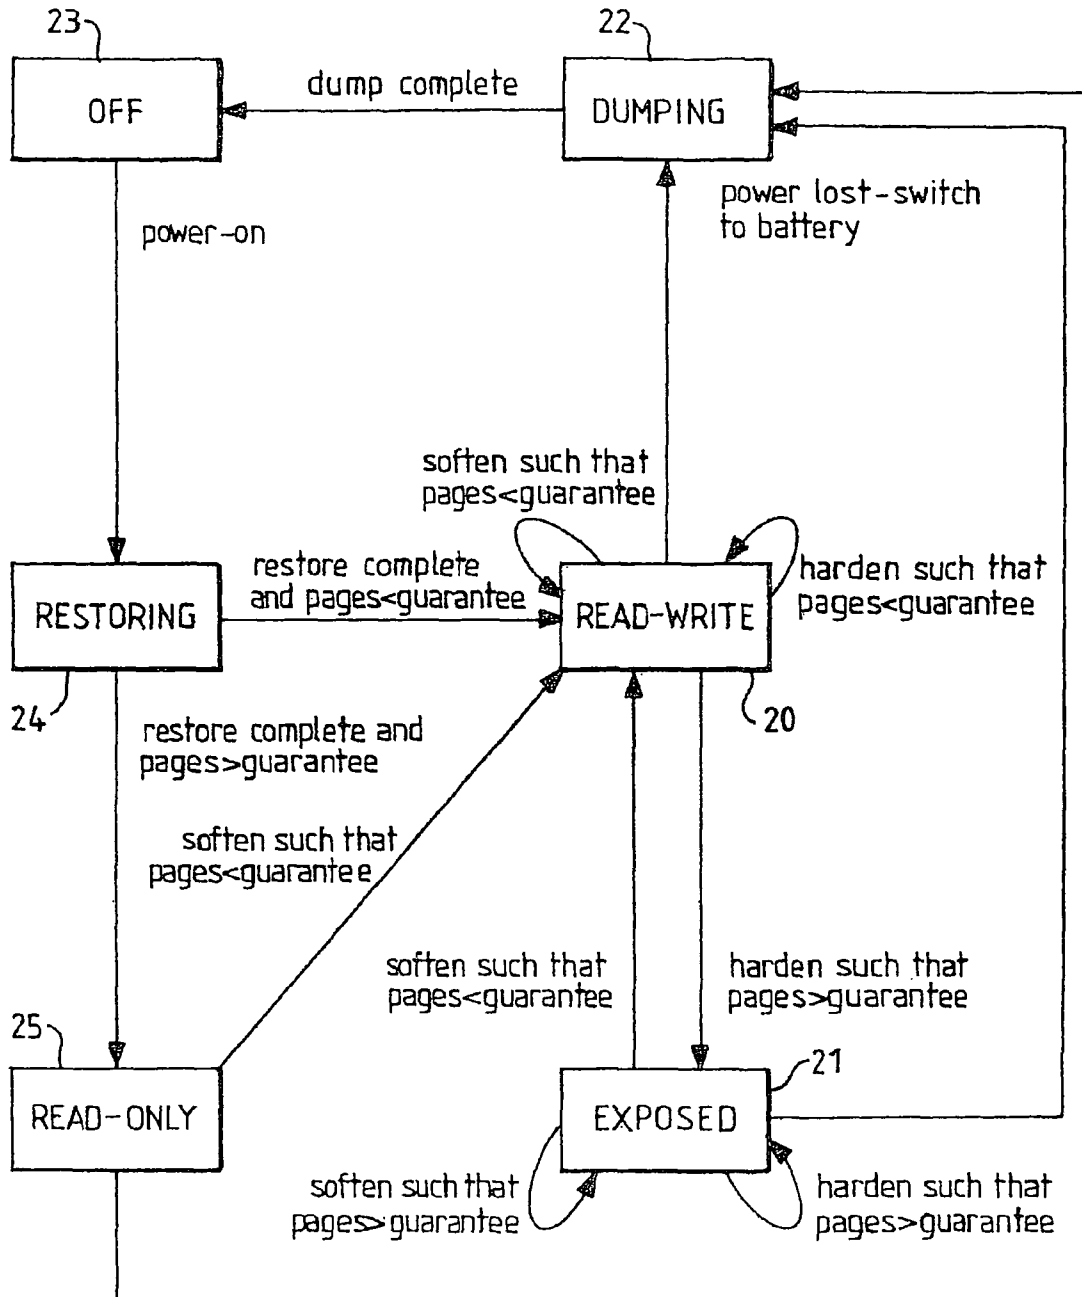 23
22
OFF
dump complete
DUMPING
power-on
power lost-switch
to battery
soften such that
pages<guarantee
restore complete
and pages<guarantee
harden such that
pages<guarantee
RESTORING
READ-WRITE
24
20
restore complete and
pages>guarantee
soften such that
pages<guarantee
soften such that
pages<guarantee
harden such that
pages>guarantee
25
21
READ-ONLY
EXPOSED
soften such that
pages>guarantee
harden such that
pages>guarantee